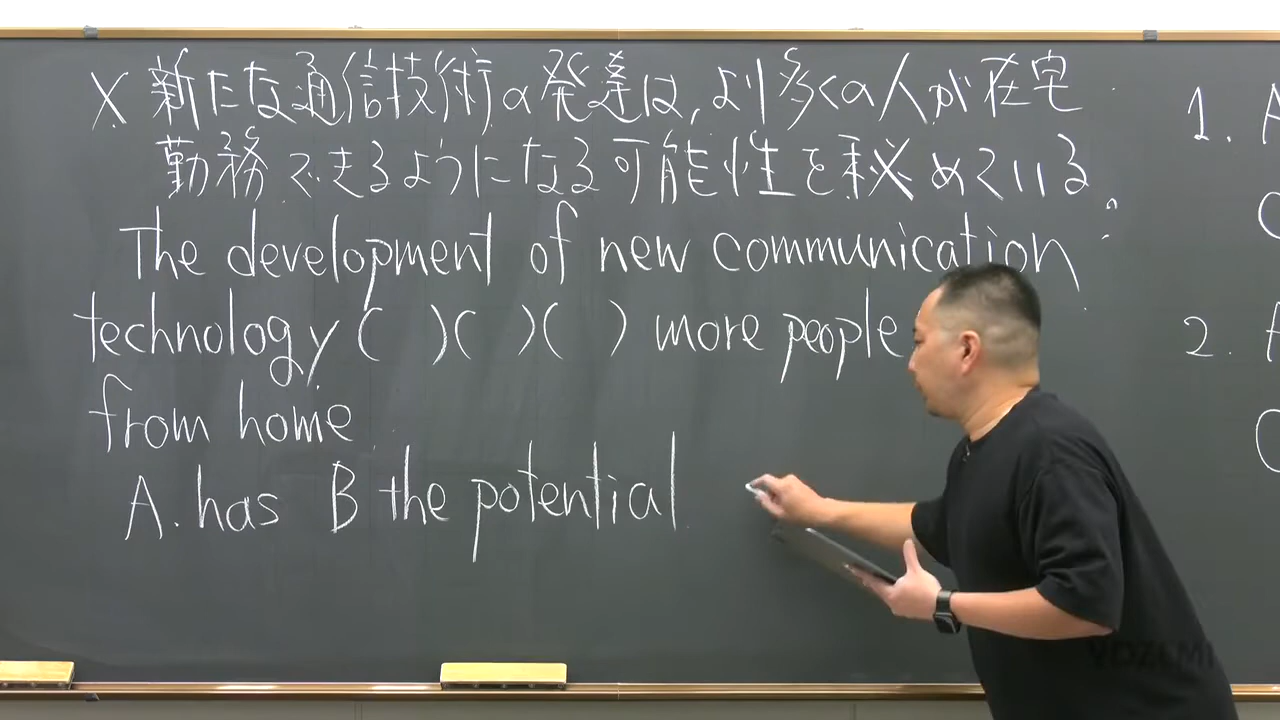 X 新たな通信技術の発達は,より多くの人が在宅
勤務できるようになる可能性を秘めている。
The development of new communication
technology ( )( )( ) more people
from home
A. has B the potential
1. A
C
2.
C
YOZEMI